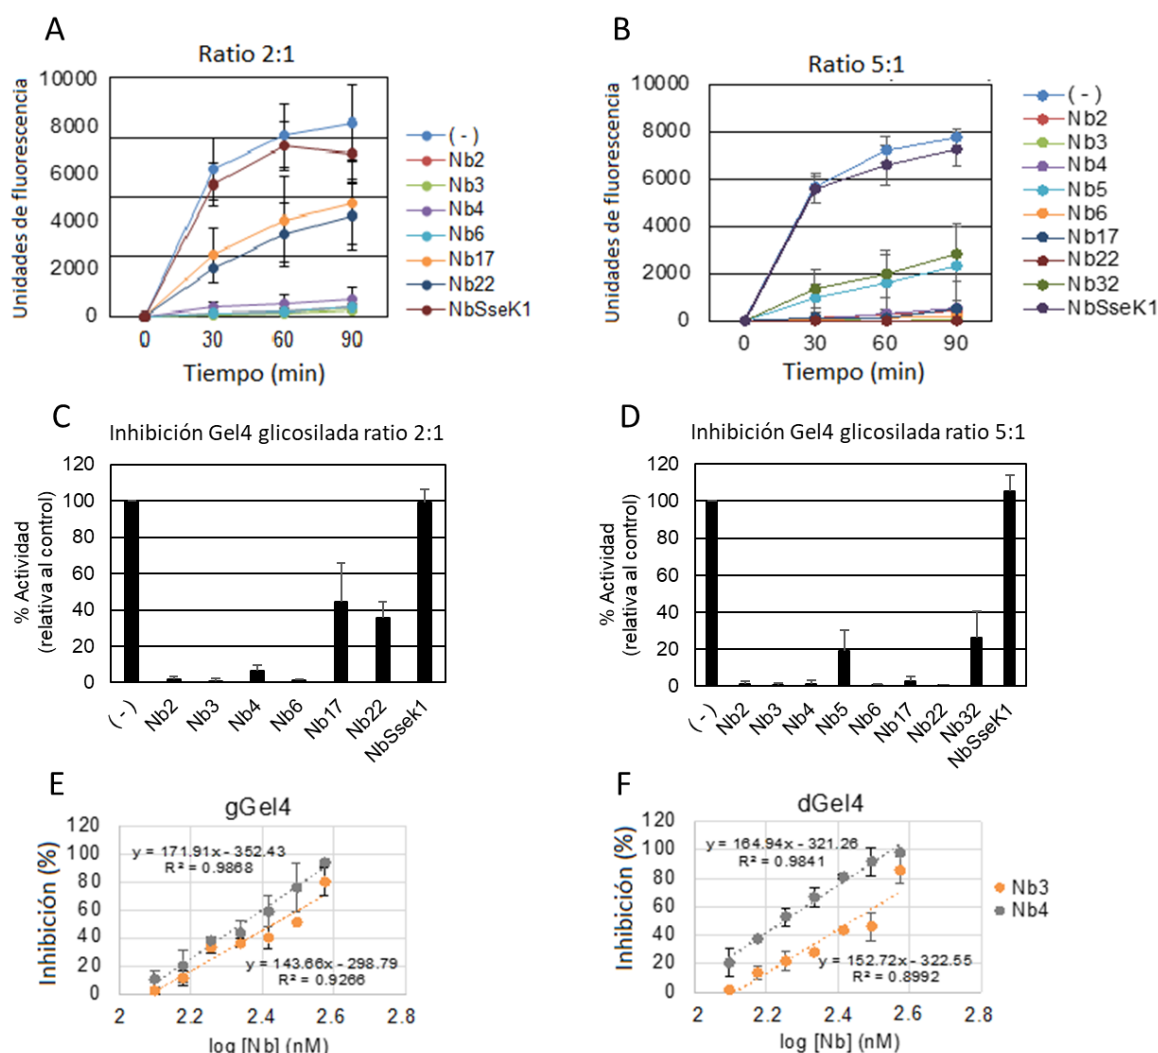 A
Ratio 2:1
Unidades de fluorescencia
10000
8000
6000
4000
2000
0
0 30 60 90
Tiempo (min)
( - )
Nb2
Nb3
Nb4
Nb6
Nb17
Nb22
NbSseK1
B
Ratio 5:1
Unidades de fluorescencia
10000
8000
6000
4000
2000
0
0 30 60 90
Tiempo (min)
( - )
Nb2
Nb3
Nb4
Nb5
Nb6
Nb17
Nb22
Nb32
NbSseK1
C
Inhibición Gel4 glicosilada ratio 2:1
% Actividad
(relativa al control)
120
100
80
60
40
20
0
( - ) Nb2 Nb3 Nb4 Nb6 Nb17 Nb22 NbSseK1
D
Inhibición Gel4 glicosilada ratio 5:1
% Actividad
(relativa al control)
120
100
80
60
40
20
0
( - ) Nb2 Nb3 Nb4 Nb5 Nb6 Nb17 Nb22 Nb32 NbSseK1
E
gGel4
Inhibición (%)
120
100
80
60
40
20
0
y = 171.91x - 352.43
R² = 0.9868
y = 143.66x - 298.79
R² = 0.9266
2 2.2 2.4 2.6 2.8
log [Nb] (nM)
F
dGel4
Inhibición (%)
120
100
80
60
40
20
0
y = 164.94x - 321.26
R² = 0.9841
y = 152.72x - 322.55
R² = 0.8992
2 2.2 2.4 2.6 2.8
log [Nb] (nM)
Nb3
Nb4